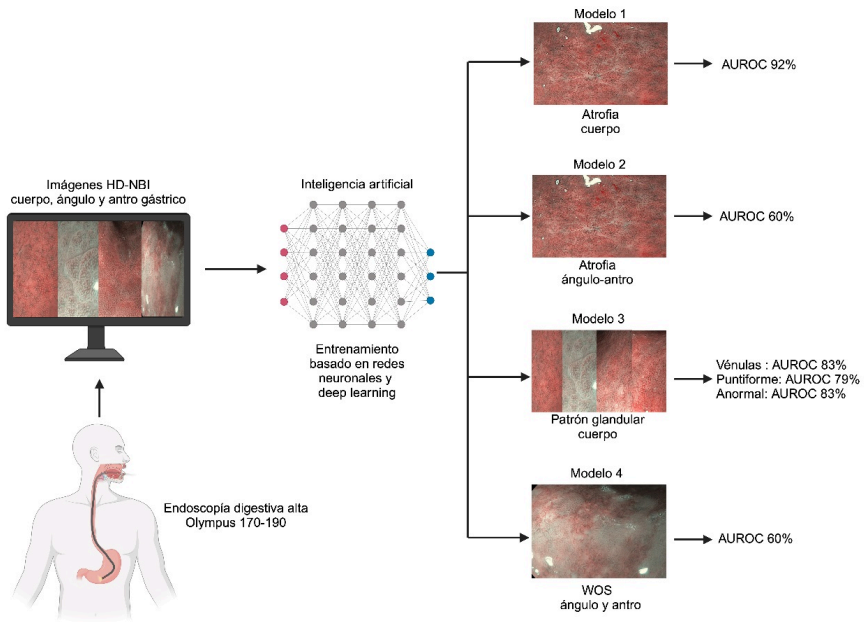 Imágenes HD-NBI
cuerpo, ángulo y antro gástrico
Endoscopía digestiva alta
Olympus 170-190
Inteligencia artificial
Entrenamiento
basado en redes
neuronales y
deep learning
Modelo 1
Atrofia
cuerpo
AUROC 92%
Modelo 2
Atrofia
ángulo-antro
AUROC 60%
Modelo 3
Patrón glandular
cuerpo
Vénulas : AUROC 83%
Puntiforme: AUROC 79%
Anormal: AUROC 83%
Modelo 4
WOS
ángulo y antro
AUROC 60%